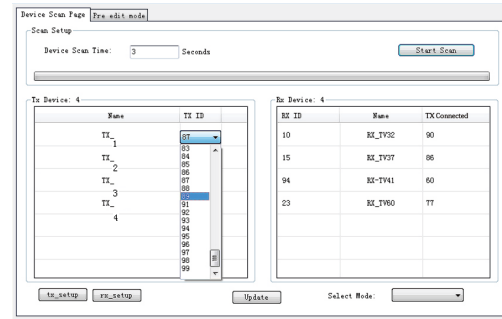 Device Scan Page Pre edit mode
Scan Setup
Device Scan Time: 3 Seconds Start Scan
Tx Device: 4
Name TX ID
TX_ 87
1
TX_
2
TX_
3
TX_
4
83
84
85
86
87
88
91
92
93
94
95
96
97
98
99
Rx Device: 4
RX ID Name TX Connected
10 RX_TV32 90
15 RX_TV37 86
94 RX-TV41 60
23 RX_TV60 77
tx_setup rx_setup Update Select Mode: